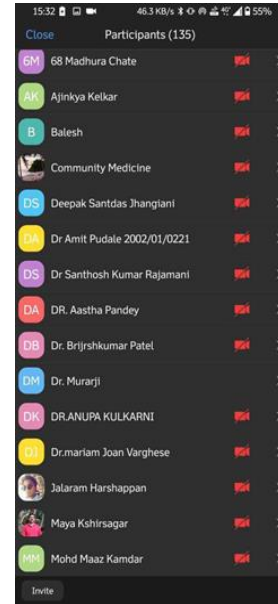 15:32 46.3 KB/s 4G 55%
Close Participants (135)
6M 68 Madhura Chate
AK Ajinkya Kelkar
B Balesh
Community Medicine
DS Deepak Santdas Jhangiani
DA Dr Amit Pudale 2002/01/0221
DS Dr Santhosh Kumar Rajamani
DA DR. Aastha Pandey
DB Dr. Brijrshkumar Patel
DM Dr. Murarji
DK DR.ANUPA KULKARNI
DJ Dr.mariam Joan Varghese
Jalaram Harshappan
Maya Kshirsagar
MM Mohd Maaz Kamdar
Invite